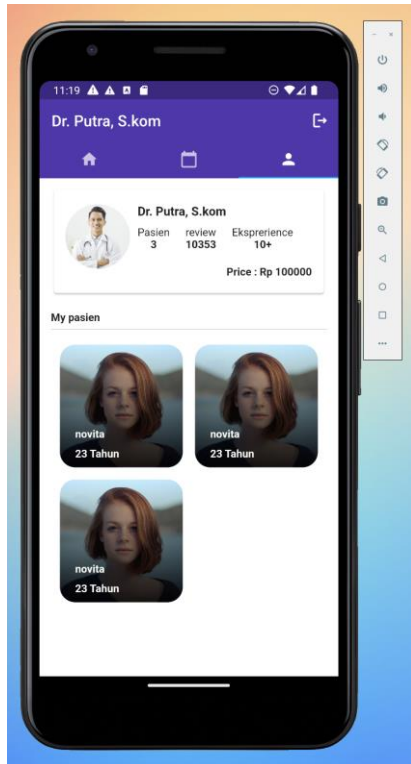 11:19
Dr. Putra, S.kom
Dr. Putra, S.kom
Pasien review Eksprerience
3 10353 10+
Price : Rp 100000
My pasien
novita novita
23 Tahun 23 Tahun
novita
23 Tahun